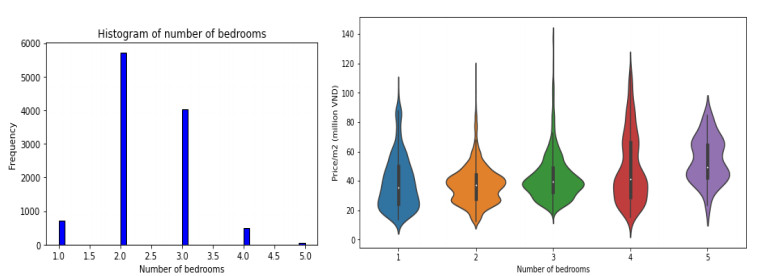 Histogram of number of bedrooms
Frequency
6000
5000
4000
3000
2000
1000
0
1.0 1.5 2.0 2.5 3.0 3.5 4.0 4.5 5.0
Number of bedrooms
Price/m2 (million VND)
140
120
100
80
60
40
20
0
1 2 3 4 5
Number of bedrooms